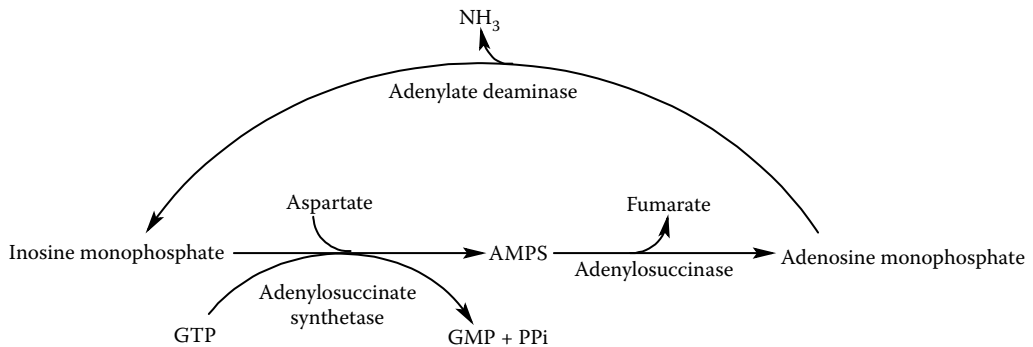 NH3
Adenylate deaminase
Aspartate
Fumarate
Inosine monophosphate
AMPS
Adenosine monophosphate
Adenylosuccinase
Adenylosuccinate
synthetase
GTP
GMP + PPi